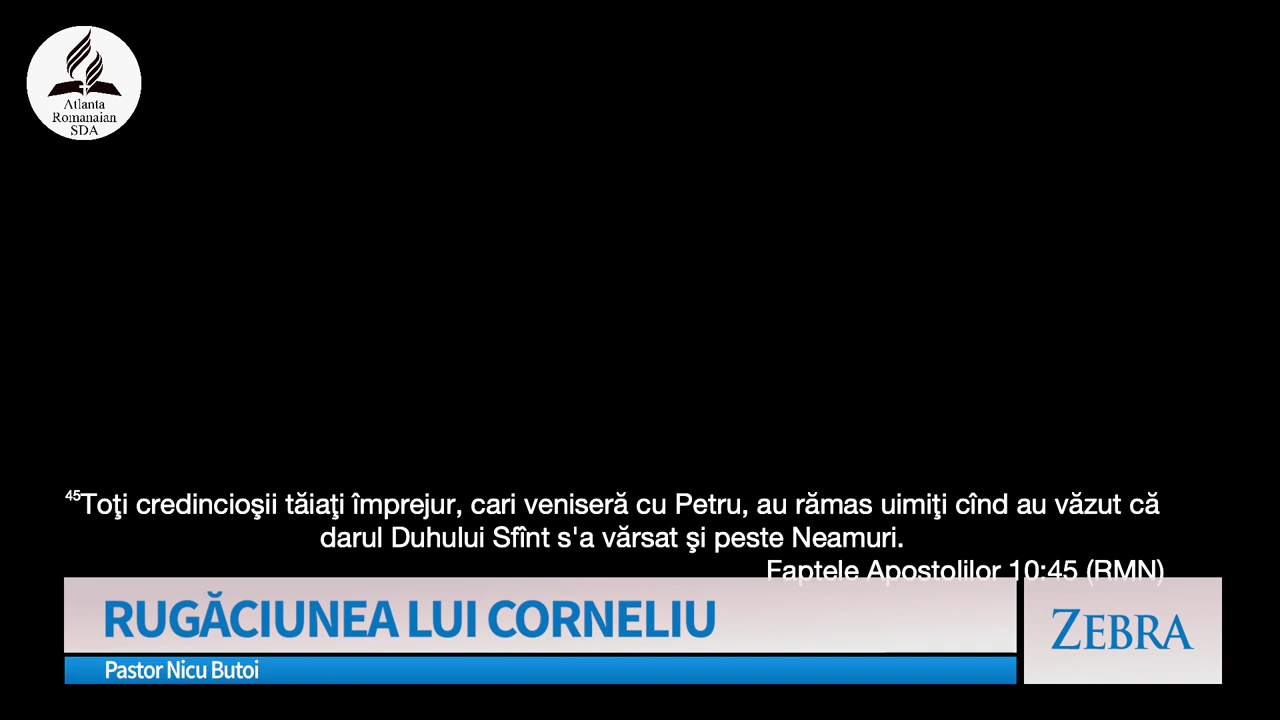 Atlanta
Romanaian
SDA
45Toţi credincioşii tăiaţi împrejur, cari veniseră cu Petru, au rămas uimiţi cînd au văzut că
darul Duhului Sfînt s'a vărsat şi peste Neamuri.
Faptele Apostolilor 10:45 (RMN)
RUGĂCIUNEA LUI CORNELIU
ZEBRA
Pastor Nicu Butoi